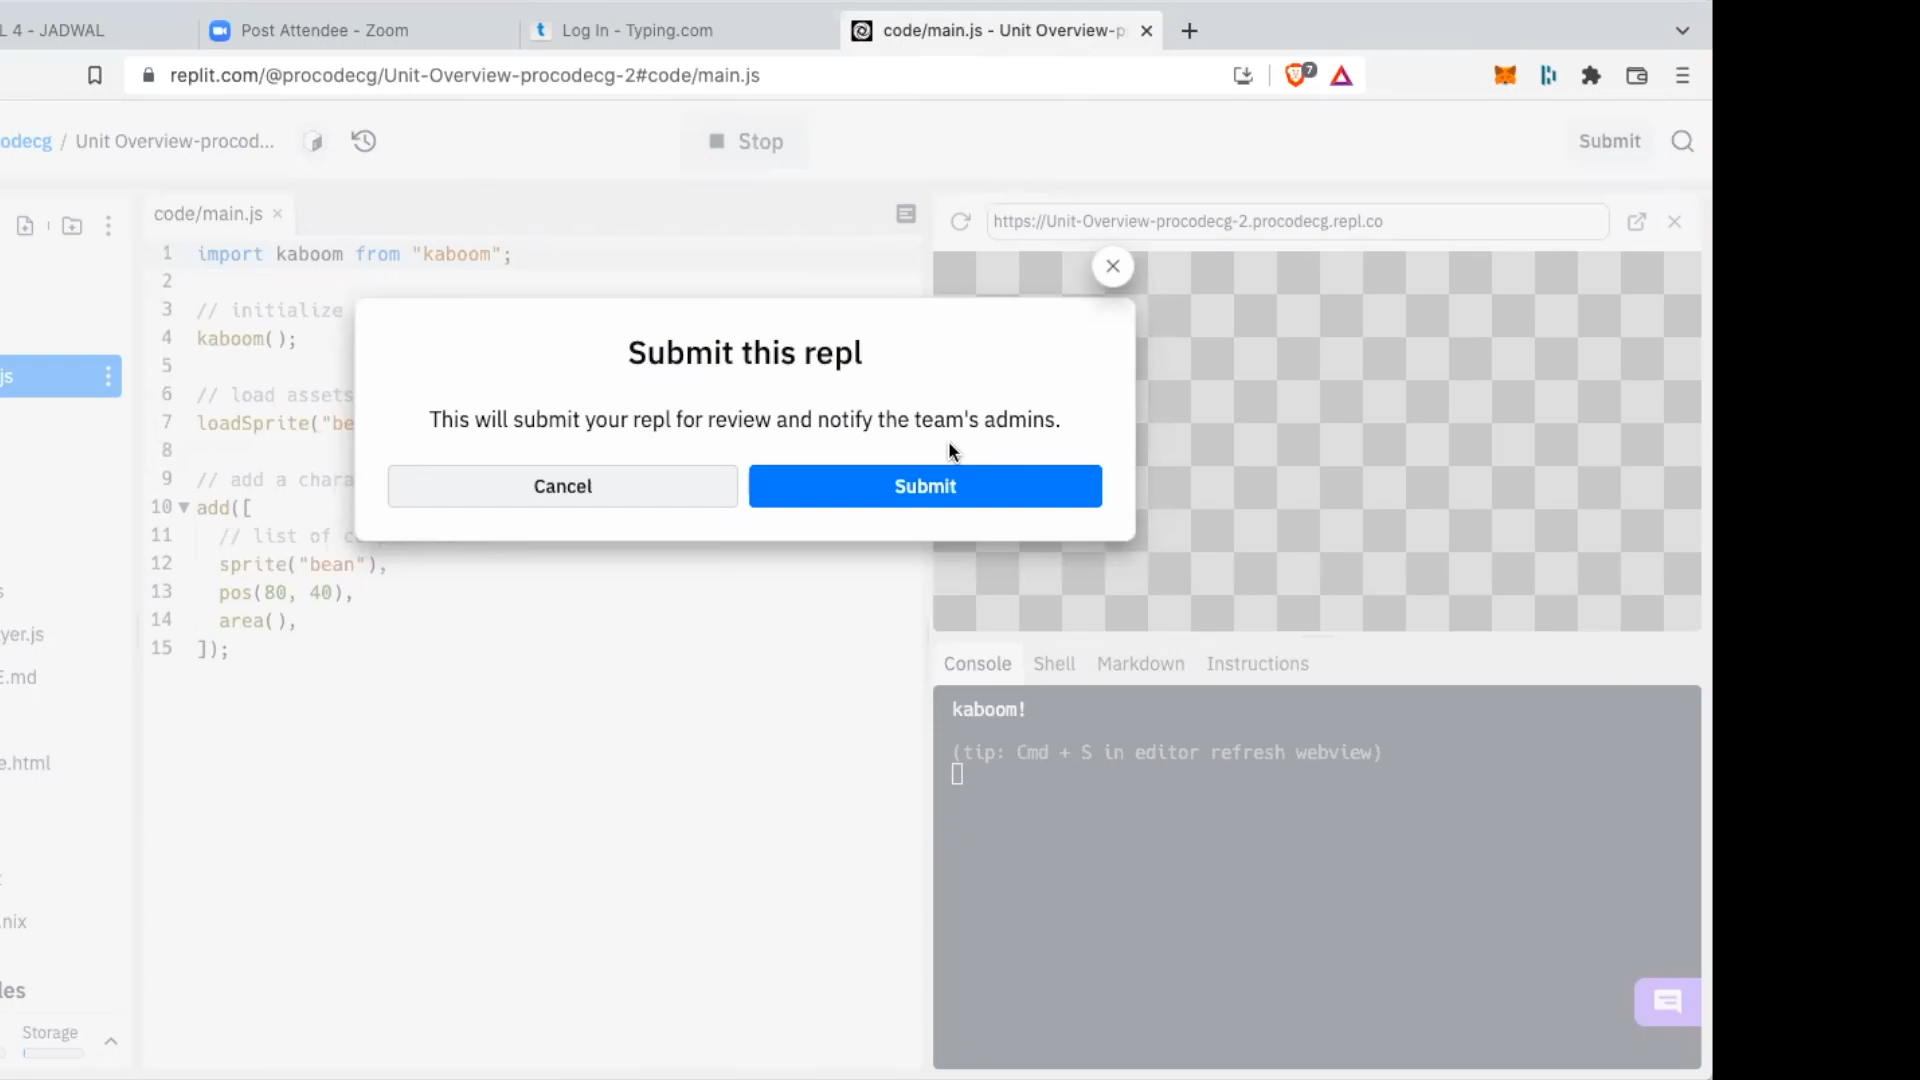 L 4 - JADWAL
Post Attendee - Zoom
t Log In - Typing.com
code/main.js - Unit Overview-p
replit.com/@procodecg/Unit-Overview-procodecg-2#code/main.js
7
odecg / Unit Overview-procod...
Stop
Submit
code/main.js
https://Unit-Overview-procodecg-2.procodecg.repl.co
1 import kaboom from "kaboom";
2
3 // initialize
4 kaboom();
5
6 // load assets
7 loadSprite("be
8
9 // add a chara
10 add([
11 // list of c
12 sprite("bean"),
13 pos(80, 40),
14 area(),
15 ]);
Submit this repl
This will submit your repl for review and notify the team's admins.
Cancel
Submit
js
s
yer.js
E.md
e.html
.nix
les
Storage
Console Shell Markdown Instructions
kaboom!
(tip: Cmd + S in editor refresh webview)